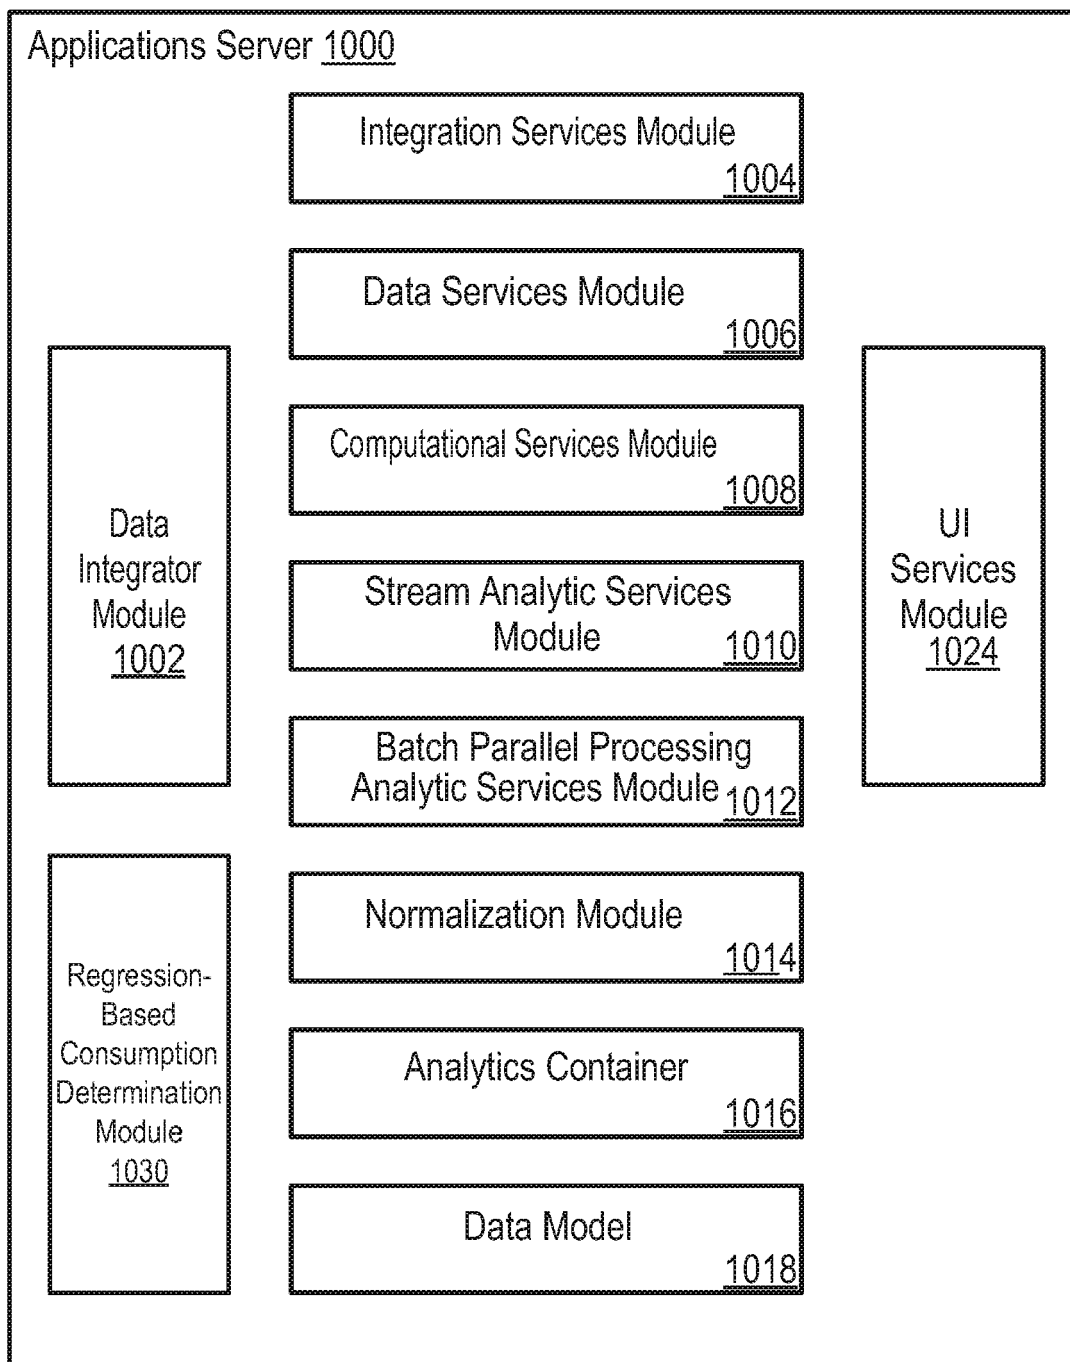 Applications Server 1000
Integration Services Module
1004
Data Services Module
1006
Computational Services Module
1008
Stream Analytic Services
Module 1010
Batch Parallel Processing
Analytic Services Module 1012
Normalization Module
1014
Analytics Container
1016
Data Model
1018
Data
Integrator
Module
1002
Regression-
Based
Consumption
Determination
Module
1030
UI
Services
Module
1024